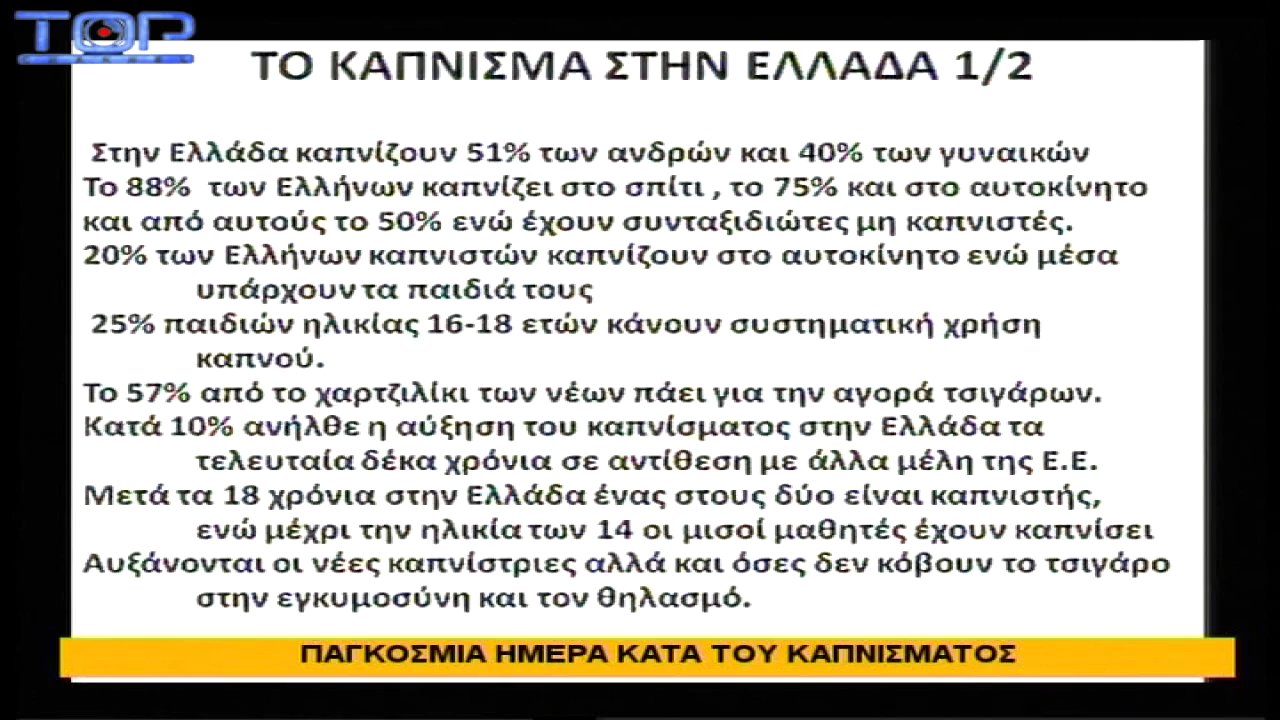 TOP
CHANNEL
ΤΟ ΚΑΠΝΙΣΜΑ ΣΤΗΝ ΕΛΛΑΔΑ 1/2
Στην Ελλάδα καπνίζουν 51% των ανδρών και 40% των γυναικών
Το 88% των Ελλήνων καπνίζει στο σπίτι , το 75% και στο αυτοκίνητο
και από αυτούς το 50% ενώ έχουν συνταξιδιώτες μη καπνιστές.
20% των Ελλήνων καπνιστών καπνίζουν στο αυτοκίνητο ενώ μέσα
υπάρχουν τα παιδιά τους
25% παιδιών ηλικίας 16-18 ετών κάνουν συστηματική χρήση
καπνού.
Το 57% από το χαρτζιλίκι των νέων πάει για την αγορά τσιγάρων.
Κατά 10% ανήλθε η αύξηση του καπνίσματος στην Ελλάδα τα
τελευταία δέκα χρόνια σε αντίθεση με άλλα μέλη της Ε.Ε.
Μετά τα 18 χρόνια στην Ελλάδα ένας στους δύο είναι καπνιστής,
ενώ μέχρι την ηλικία των 14 οι μισοί μαθητές έχουν καπνίσει
Αυξάνονται οι νέες καπνίστριες αλλά και όσες δεν κόβουν το τσιγάρο
στην εγκυμοσύνη και τον θηλασμό.
ΠΑΓΚΟΣΜΙΑ ΗΜΕΡΑ ΚΑΤΑ ΤΟΥ ΚΑΠΝΙΣΜΑΤΟΣ